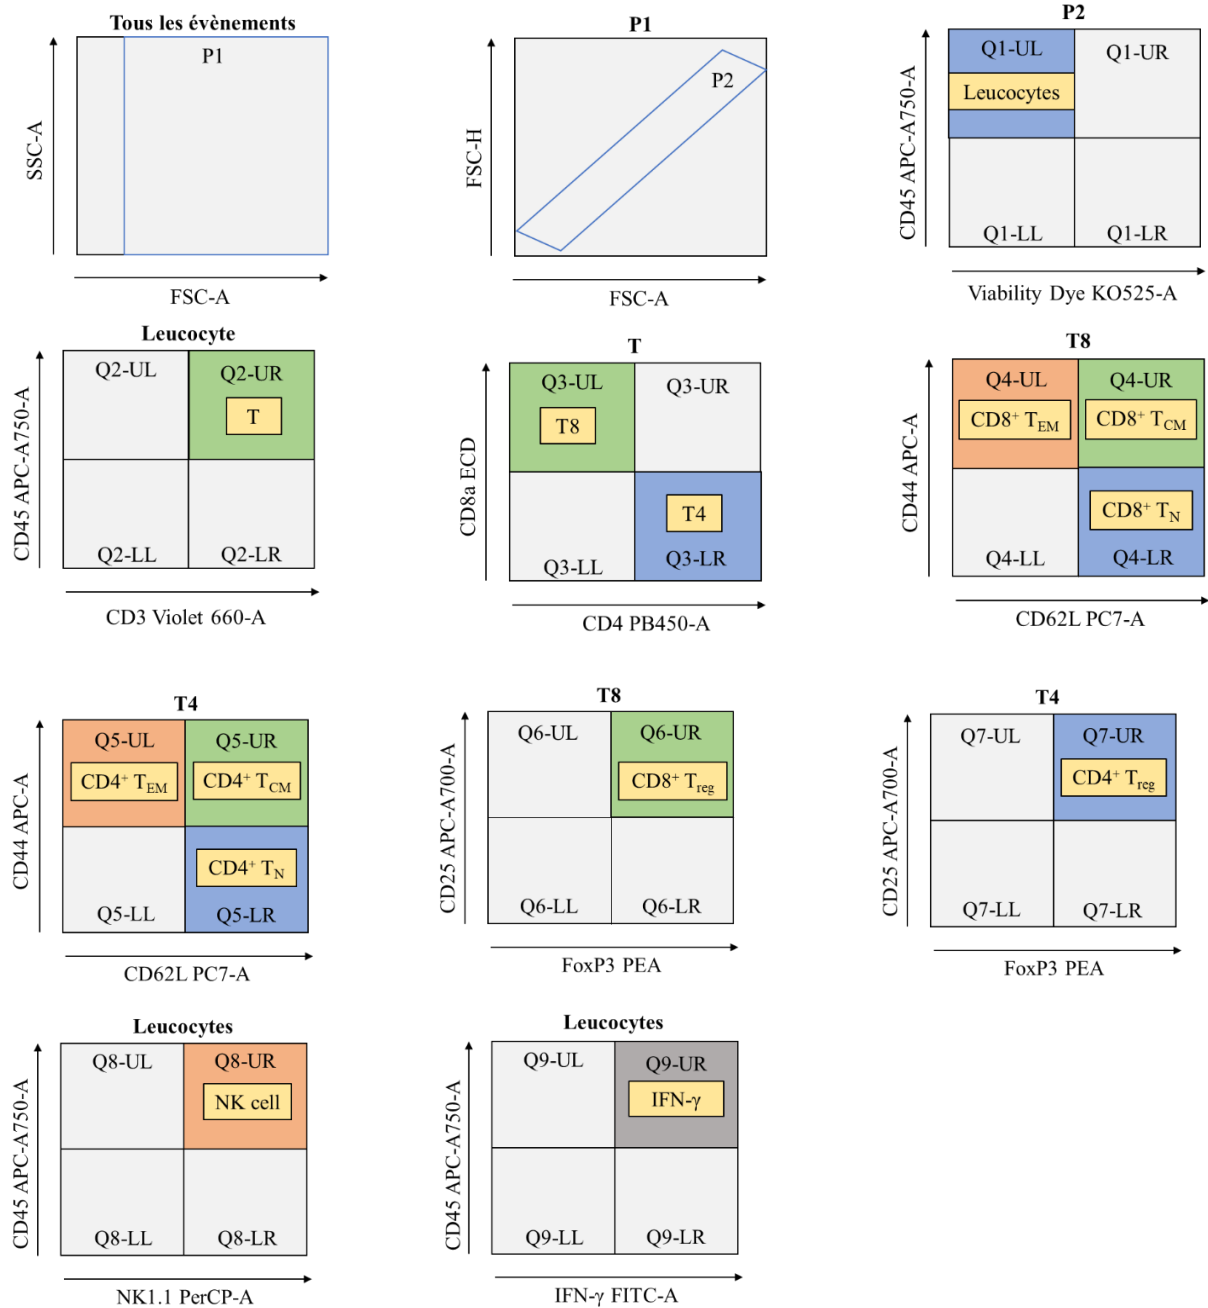 Tous les évènements
P1
SSC-A
FSC-A
P1
P2
FSC-H
FSC-A
P2
Q1-UL
Q1-UR
Leucocytes
Q1-LL
Q1-LR
CD45 APC-A750-A
Viability Dye KO525-A
Leucocyte
Q2-UL
Q2-UR
T
Q2-LL
Q2-LR
CD45 APC-A750-A
CD3 Violet 660-A
T
Q3-UL
Q3-UR
T8
T4
Q3-LL
Q3-LR
CD8a ECD
CD4 PB450-A
T8
Q4-UL
Q4-UR
CD8+ TEM
CD8+ TCM
CD8+ TN
Q4-LL
Q4-LR
CD44 APC-A
CD62L PC7-A
T4
Q5-UL
Q5-UR
CD4+ TEM
CD4+ TCM
CD4+ TN
Q5-LL
Q5-LR
CD44 APC-A
CD62L PC7-A
T8
Q6-UL
Q6-UR
CD8+ Treg
Q6-LL
Q6-LR
CD25 APC-A700-A
FoxP3 PEA
T4
Q7-UL
Q7-UR
CD4+ Treg
Q7-LL
Q7-LR
CD25 APC-A700-A
FoxP3 PEA
Leucocytes
Q8-UL
Q8-UR
NK cell
Q8-LL
Q8-LR
CD45 APC-A750-A
NK1.1 PerCP-A
Leucocytes
Q9-UL
Q9-UR
IFN-γ
Q9-LL
Q9-LR
CD45 APC-A750-A
IFN-γ FITC-A